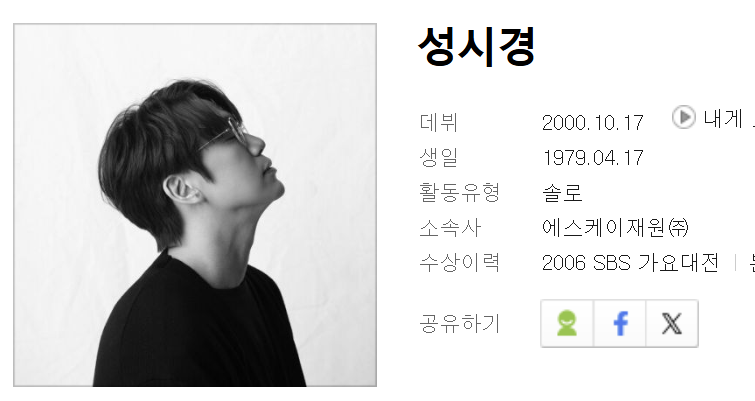 성시경
데뷔 2000.10.17 내게
생일 1979.04.17
활동유형 솔로
소속사 에스케이재원㈜
수상이력 2006 SBS 가요대전 |
공유하기